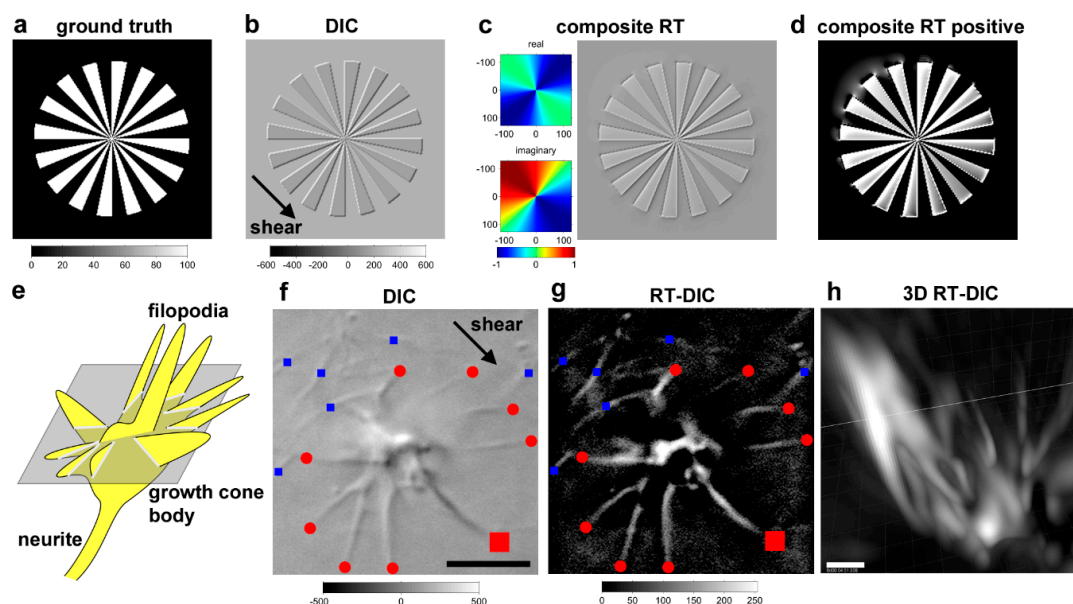 a ground truth
0 20 40 60 80 100
b DIC
shear
-600 -400 -200 0 200 400 600
c composite RT
real
-100
0
100
-100 0 100
imaginary
-100
0
100
-100 0 100
-1 0 1
d composite RT positive
e
filopodia
growth cone
body
neurite
f DIC
shear
-500 0 500
g RT-DIC
0 50 100 150 200 250
h 3D RT-DIC